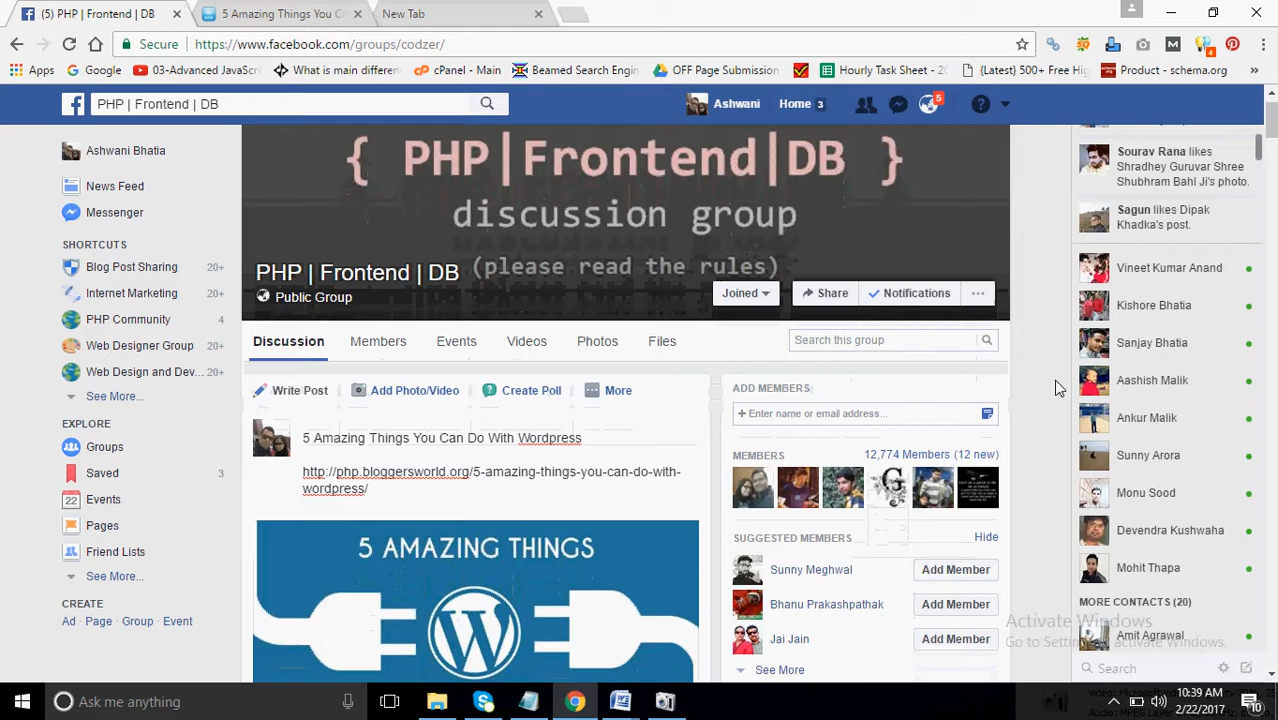 (5) PHP | Frontend | DB
5 Amazing Things You Ca
New Tab
Secure
https://www.facebook.com/groups/codzer/
Apps
Google
03-Advanced JavaScri
What is main differen
cPanel - Main
Beamed Search Engin
OFF Page Submission
Hourly Task Sheet - 20
{Latest} 500+ Free Hig
Product - schema.org
»
PHP | Frontend | DB
Ashwani
Home 3
5
Ashwani Bhatia
News Feed
Messenger
SHORTCUTS
Blog Post Sharing 20+
Internet Marketing 20+
PHP Community 4
Web Designer Group 20+
Web Design and Dev... 20+
See More...
EXPLORE
Groups
Saved 3
22 Events
Pages
Friend Lists
See More...
CREATE
Ad · Page · Group · Event
{ PHP|Frontend|DB }
discussion group
(please read the rules)
PHP | Frontend | DB
Public Group
Joined
Share
Notifications
...
Discussion
Members
Events
Videos
Photos
Files
Search this group
Write Post
Add Photo/Video
Create Poll
More
5 Amazing Things You Can Do With Wordpress
http://php.bloggersworld.org/5-amazing-things-you-can-do-with-
wordpress/
5 AMAZING THINGS
W
ADD MEMBERS
+ Enter name or email address...
MEMBERS
12,774 Members (12 new)
SUGGESTED MEMBERS
Hide
Sunny Meghwal
Add Member
Bhanu Prakashpathak
Add Member
Jai Jain
Add Member
See More
Sourav Rana likes
Shradhey Guruvar Shree
Shubhram Bahl Ji's photo.
Sagun likes Dipak
Khadka's post.
Vineet Kumar Anand
Kishore Bhatia
Sanjay Bhatia
Aashish Malik
Ankur Malik
Sunny Arora
Monu Sood
Devendra Kushwaha
Mohit Thapa
MORE CONTACTS (20)
Amit Agrawal
Activate Windows
Go to Settings to activate Windows.
Search
Ask me anything
10:39 AM
2/22/2017
10